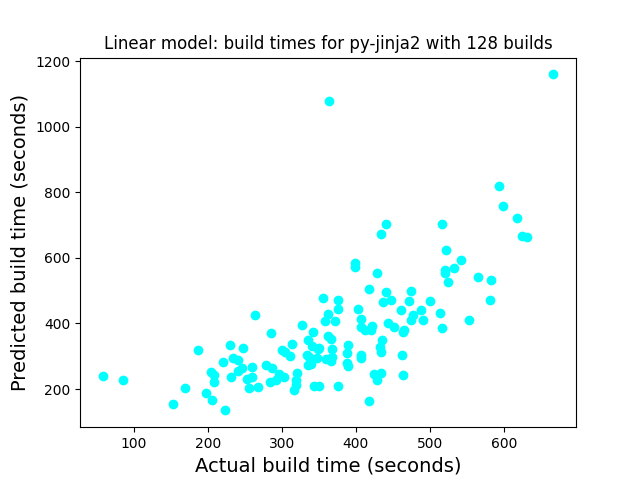 Linear model: build times for py-jinja2 with 128 builds
1200
1000
800
600
400
200
Predicted build time (seconds)
100 200 300 400 500 600
Actual build time (seconds)